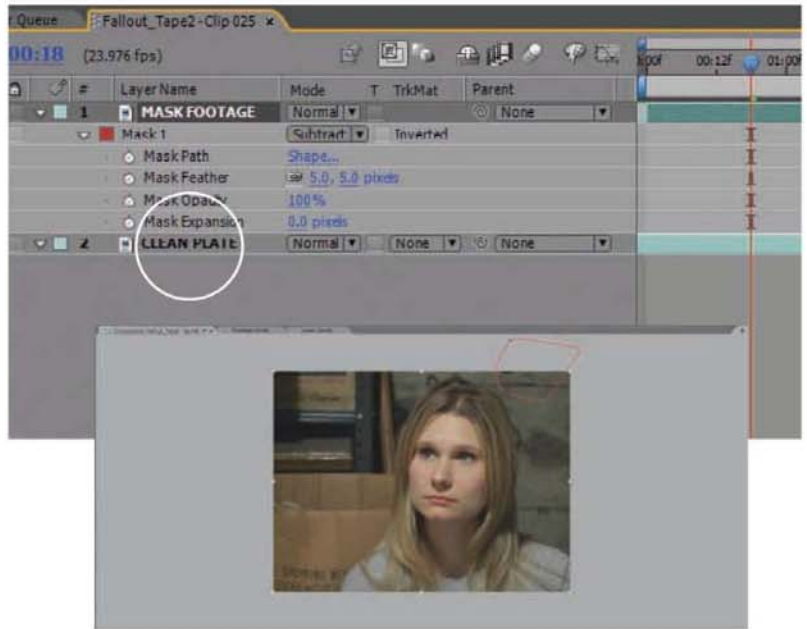 Queue Fallout_Tape2-Clip 025 ×
00:18 (23.976 fps)
00f 00:12f 01:00f
# Layer Name Mode T TrkMat Parent
1 MASK FOOTAGE Normal None
Mask 1 Subtract Inverted
Mask Path Shape...
Mask Feather 5.0, 5.0 pixels
Mask Opacity 100%
Mask Expansion 0.0 pixels
2 CLEAN PLATE Normal None None